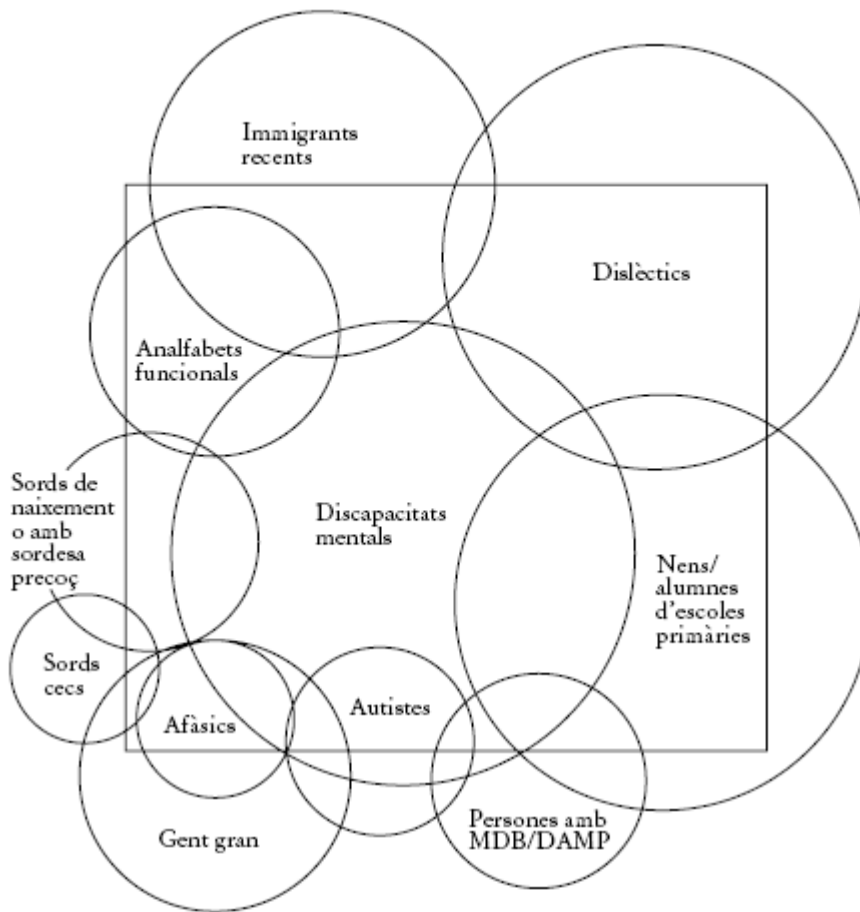 Immigrants
recents
Dislèctics
Analfabets
funcionals
Sords de
naixement
o amb
sordesa
precoç
Discapacitats
mentals
Nens/
alumnes
d'escoles
primàries
Sords
cecs
Afàsics
Autistes
Gent gran
Persones amb
MDB/DAMP